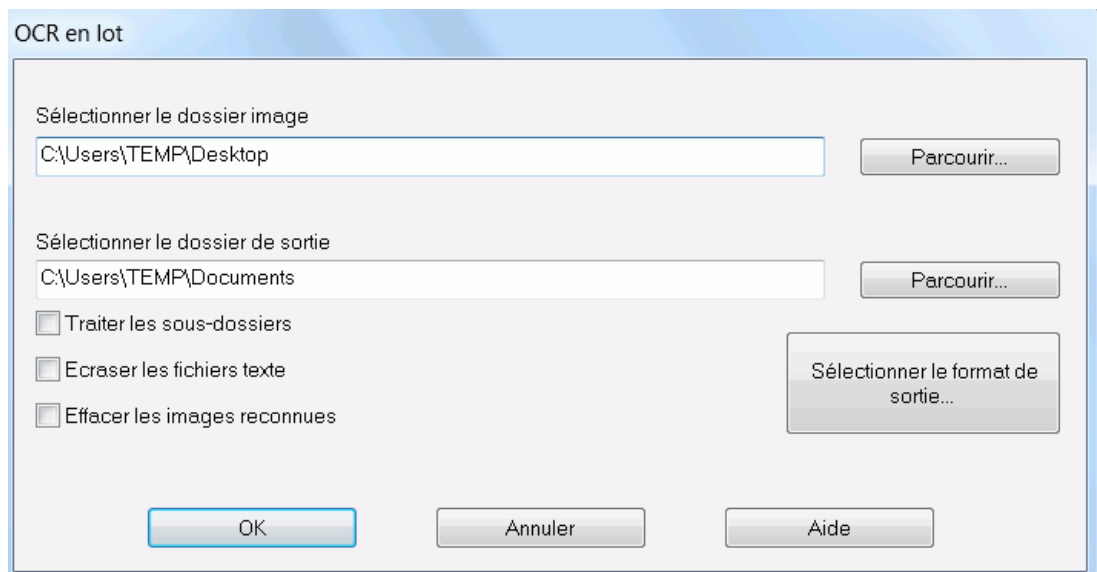 OCR en lot
Sélectionner le dossier image
C:\Users\TEMP\Desktop
Parcourir...
Sélectionner le dossier de sortie
C:\Users\TEMP\Documents
Parcourir...
Traiter les sous-dossiers
Ecraser les fichiers texte
Effacer les images reconnues
Sélectionner le format de
sortie...
OK
Annuler
Aide